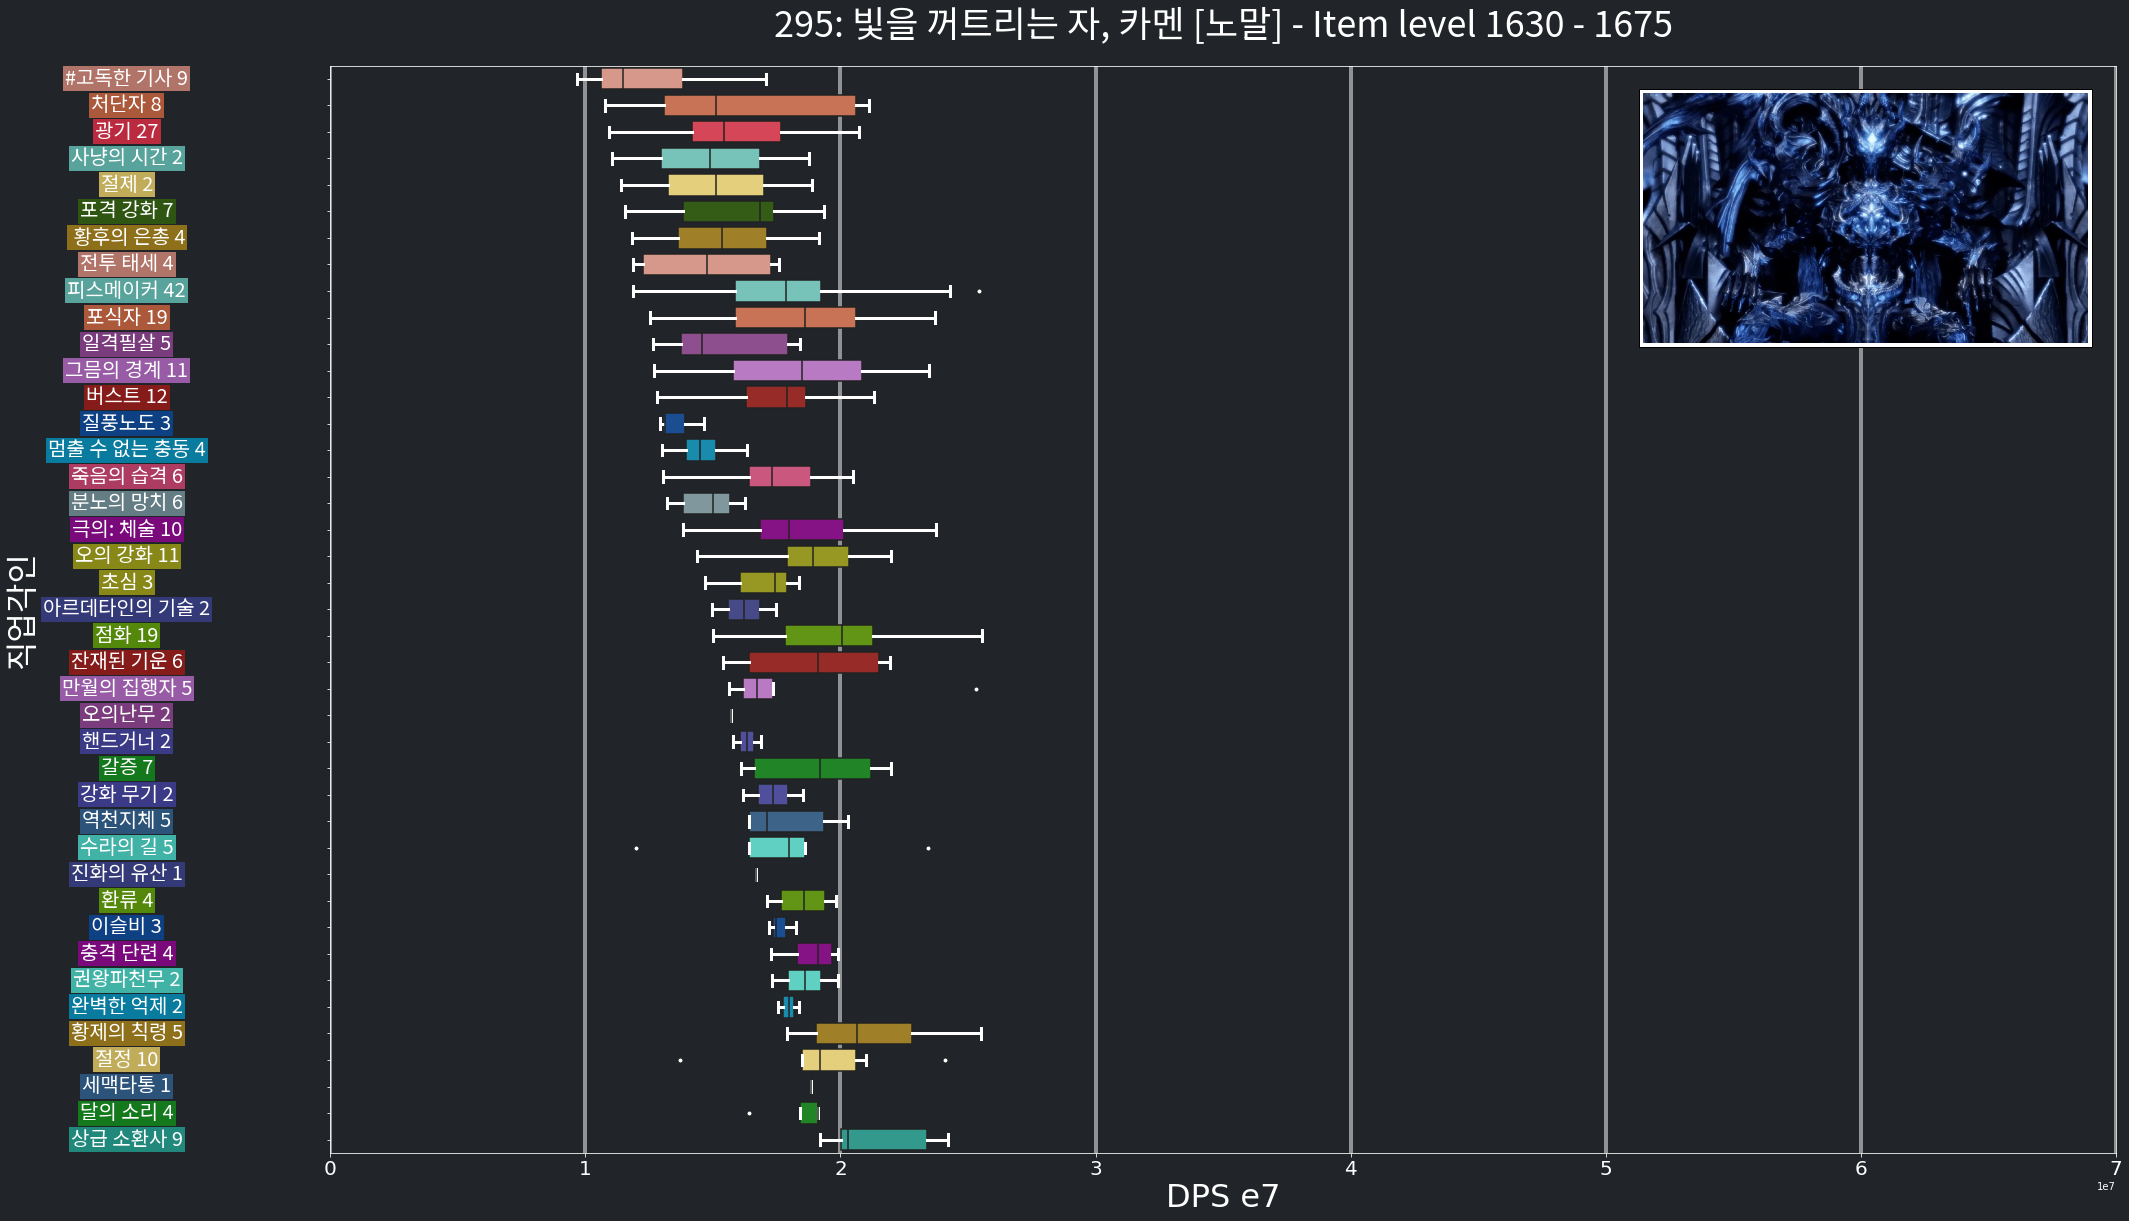 295: 빛을 꺼트리는 자, 카멘 [노말] - Item level 1630 - 1675
#고독한 기사 9
처단자 8
광기 27
사냥의 시간 2
절제 2
포격 강화 7
황후의 은총 4
전투 태세 4
피스메이커 42
포식자 19
일격필살 5
그믐의 경계 11
버스트 12
질풍노도 3
멈출 수 없는 충동 4
죽음의 습격 6
분노의 망치 6
극의: 체술 10
오의 강화 11
초심 3
아르데타인의 기술 2
점화 19
잔재된 기운 6
만월의 집행자 5
오의난무 2
핸드거너 2
갈증 7
강화 무기 2
역천지체 5
수라의 길 5
진화의 유산 1
환류 4
이슬비 3
충격 단련 4
권왕파천무 2
완벽한 억제 2
황제의 칙령 5
절정 10
세맥타통 1
달의 소리 4
상급 소환사 9
직업각인
0 1 2 3 4 5 6 7
1e7
DPS e7